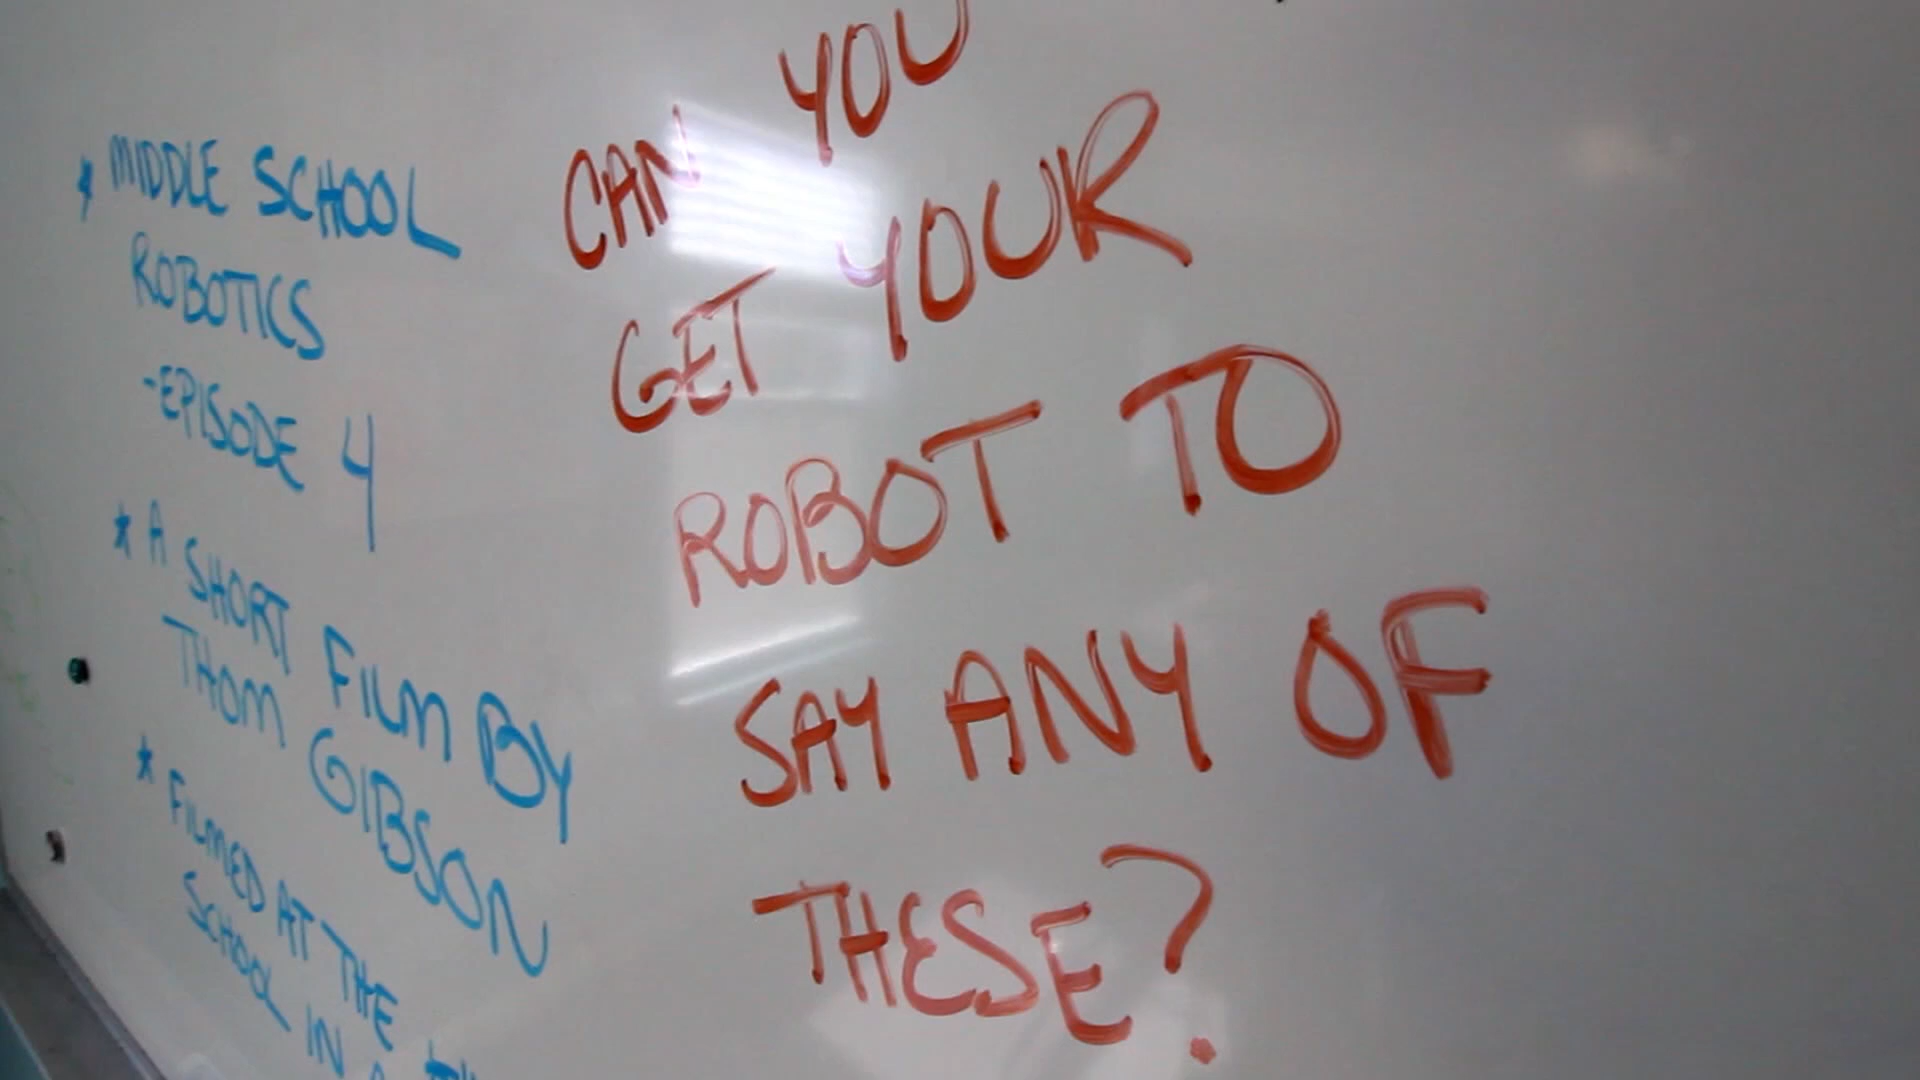 * MIDDLE SCHOOL
ROBOTICS
-EPISODE 4
* A SHORT FILM BY
THOM GIBSON
* FILMED AT THE
SCHOOL IN A
CAN YOU
GET YOUR
ROBOT TO
SAY ANY OF
THESE?